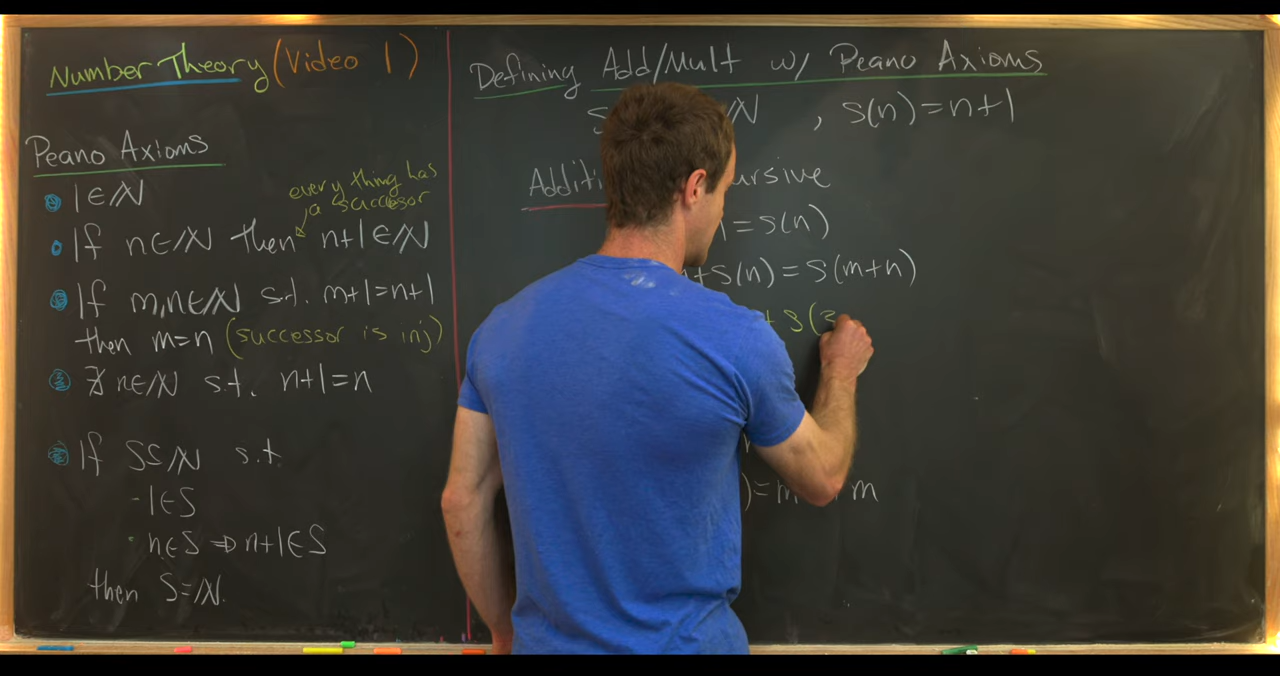 Number Theory (Video 1)
Peano Axioms
1∈ℕ
every thing has
a successor
If n∈ℕ then n+1∈ℕ
If m,n∈ℕ s.t. m+1=n+1
then m=n (successor is inj)
∄ n∈ℕ s.t. n+1=n
If S⊆ℕ s.t.
- 1∈S
· n∈S ⇒ n+1∈S
then S=ℕ.
Defining Add/Mult w/ Peano Axioms
S ℕ , S(n)=n+1
=S(n)
+S(n)=S(m+n)
+ S(3
)=m m